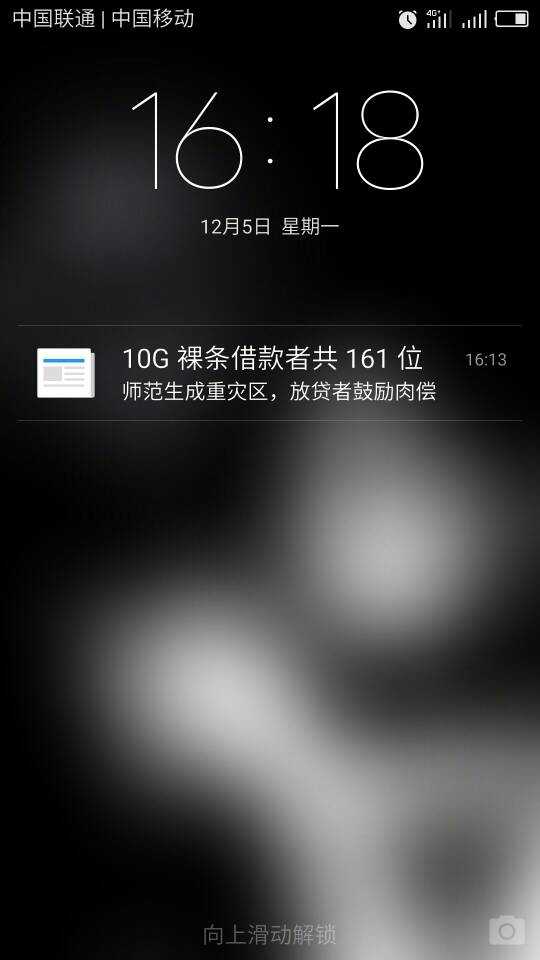 中国联通 | 中国移动
4G+
16:18
12月5日 星期一
10G 裸条借款者共 161 位
16:13
师范生成重灾区，放贷者鼓励肉偿
向上滑动解锁